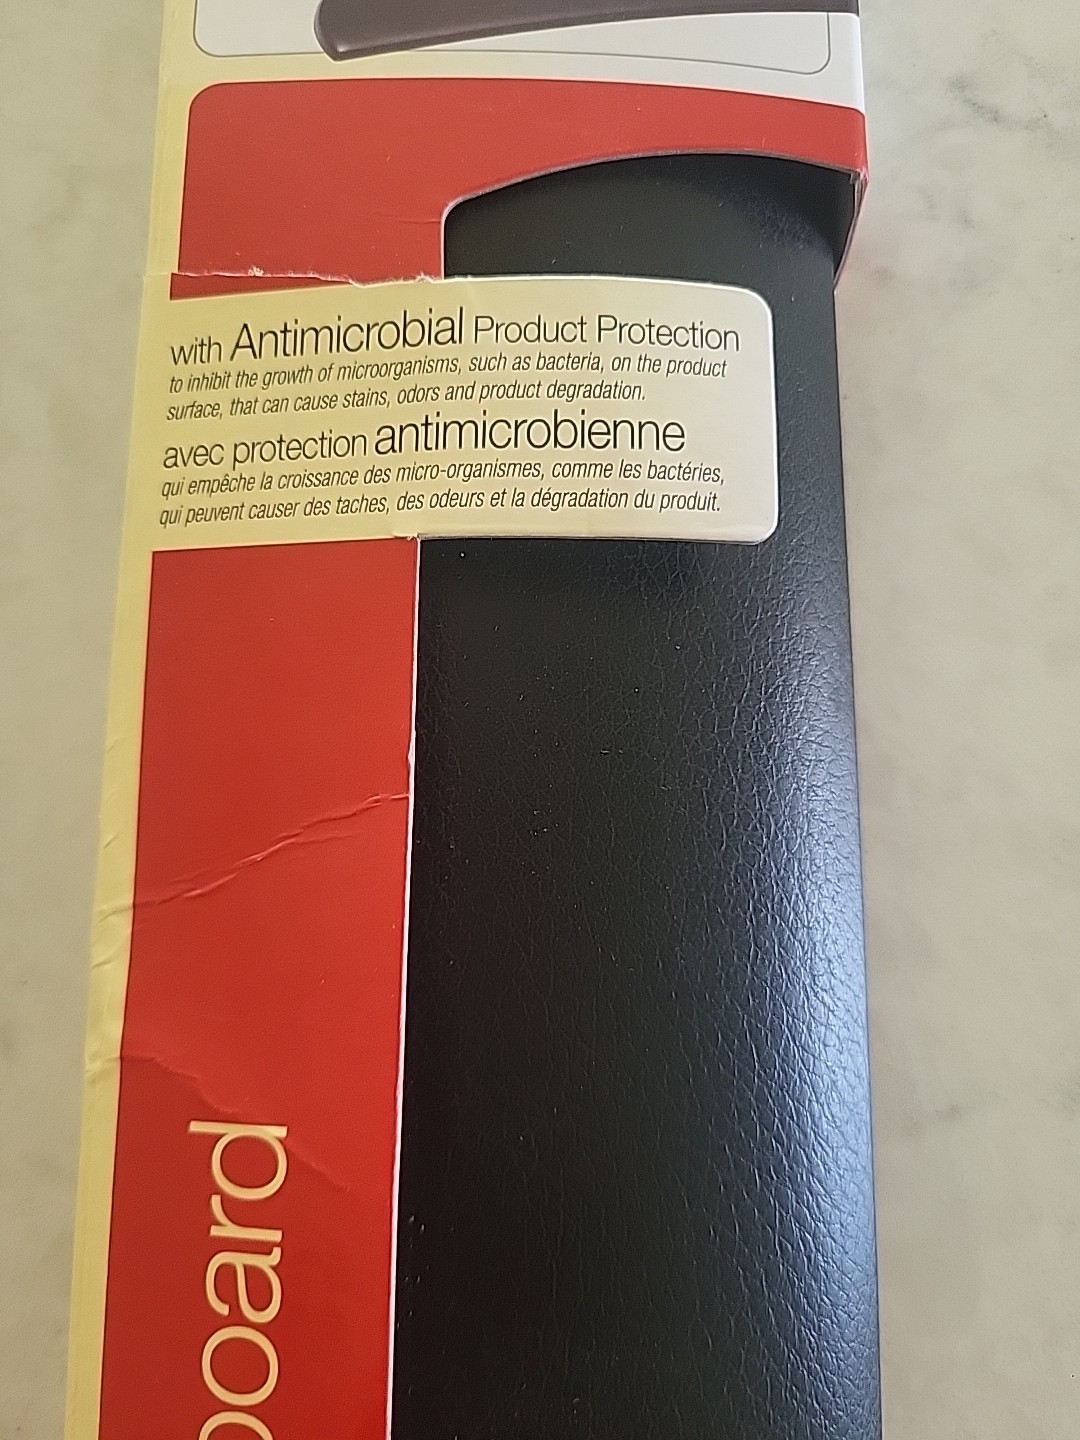 with Antimicrobial Product Protection
to inhibit the growth of microorganisms, such as bacteria, on the product
surface, that can cause stains, odors and product degradation.
avec protection antimicrobienne
qui empêche la croissance des micro-organismes, comme les bactéries,
qui peuvent causer des taches, des odeurs et la dégradation du produit.
oard